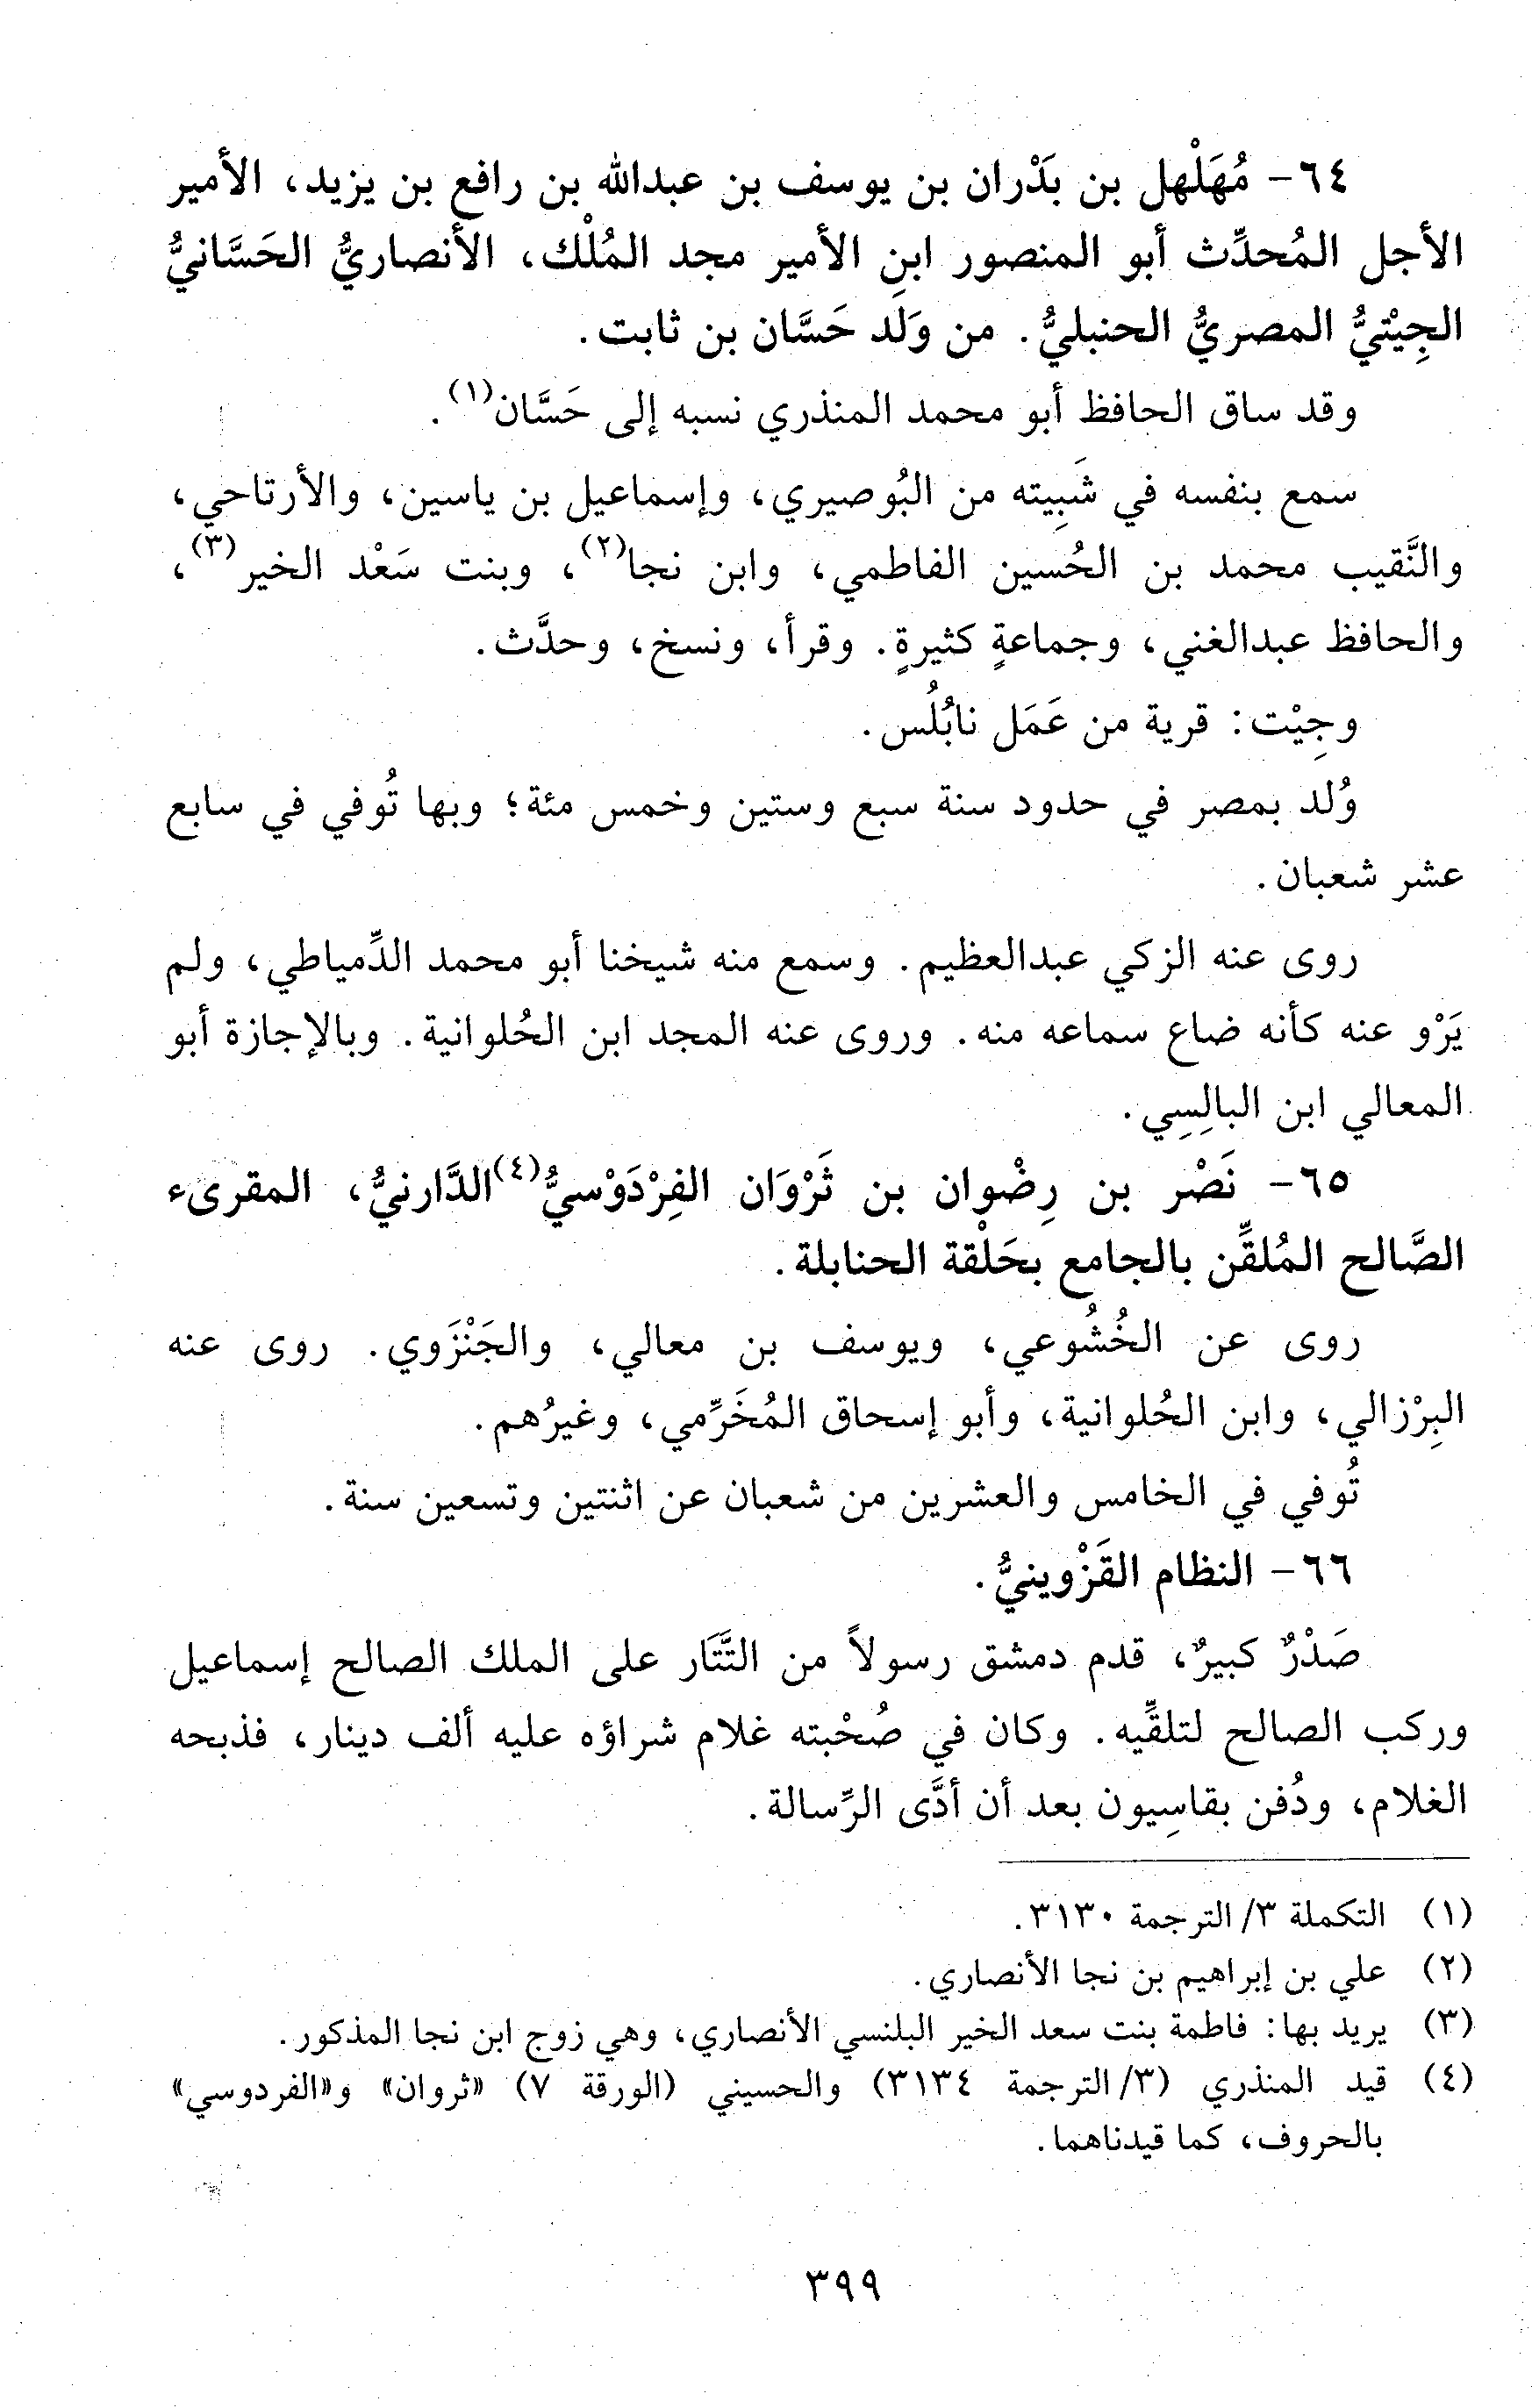 ٦٤- مُهَلْهل بن بَدْران بن يوسف بن عبدالله بن رافع بن يزيد، الأمير
الأجل المُحدِّث أبو المنصور ابنِ الأمير مجد المُلْك، الأنصاريُّ الحَسَّانيُّ
الجِيْتيُّ المصريُّ الحنبليُّ. من وَلَد حَسَّان بن ثابت.
وقد ساق الحافظ أبو محمد المنذري نسبه إلى حَسَّان(١).
سمع بنفسه في شَبِيته من البُوصيري، وإسماعيل بن ياسين، والأرتاحي،
والنَّقيب محمد بن الحُسين الفاطمي، وابن نجا(٢)، وبنت سَعْد الخير(٣)،
والحافظ عبدالغني، وجماعةٍ كثيرةٍ. وقرأ، ونسخ، وحدَّث.
وجِيْت: قرية من عَمَل نابُلُس.
وُلد بمصر في حدود سنة سبع وستين وخمس مئة؛ وبها تُوفي في سابع
عشر شعبان.
روى عنه الزكي عبدالعظيم. وسمع منه شيخنا أبو محمد الدِّمياطي، ولم
يَرْو عنه كأنه ضاع سماعه منه. وروى عنه المجد ابن الحُلوانية. وبالإجازة أبو
المعالي ابن البالِسِي.
٦٥- نَصْر بن رِضْوان بن ثَرْوَان الفِرْدَوْسيُّ(٤) الدَّارنيُّ، المقرىء
الصَّالح المُلقِّن بالجامع بحَلْقة الحنابلة.
روى عن الخُشُوعي، ويوسف بن معالي، والجَنْزَوي. روى عنه
البِرْزالي، وابن الحُلوانية، وأبو إسحاق المُخَرِّمي، وغيرُهم.
تُوفي في الخامس والعشرين من شعبان عن اثنتين وتسعين سنة.
٦٦- النظام القَزْوينيُّ.
صَدْرٌ كبيرٌ، قدم دمشق رسولاً من التَّتَار على الملك الصالح إسماعيل
وركب الصالح لتلقِّيه. وكان في صُحْبته غلام شراؤه عليه ألف دينار، فذبحه
الغلام، ودُفن بقاسِيون بعد أن أدَّى الرِّسالة.
(١) التكملة ٣/ الترجمة ٣١٣٠.
(٢) علي بن إبراهيم بن نجا الأنصاري.
(٣) يريد بها: فاطمة بنت سعد الخير البلنسي الأنصاري، وهي زوج ابن نجا المذكور.
(٤) قيد المنذري (٣/ الترجمة ٣١٣٤) والحسيني (الورقة ٧) «ثروان» و«الفردوسي»
بالحروف، كما قيدناهما.
٣٩٩